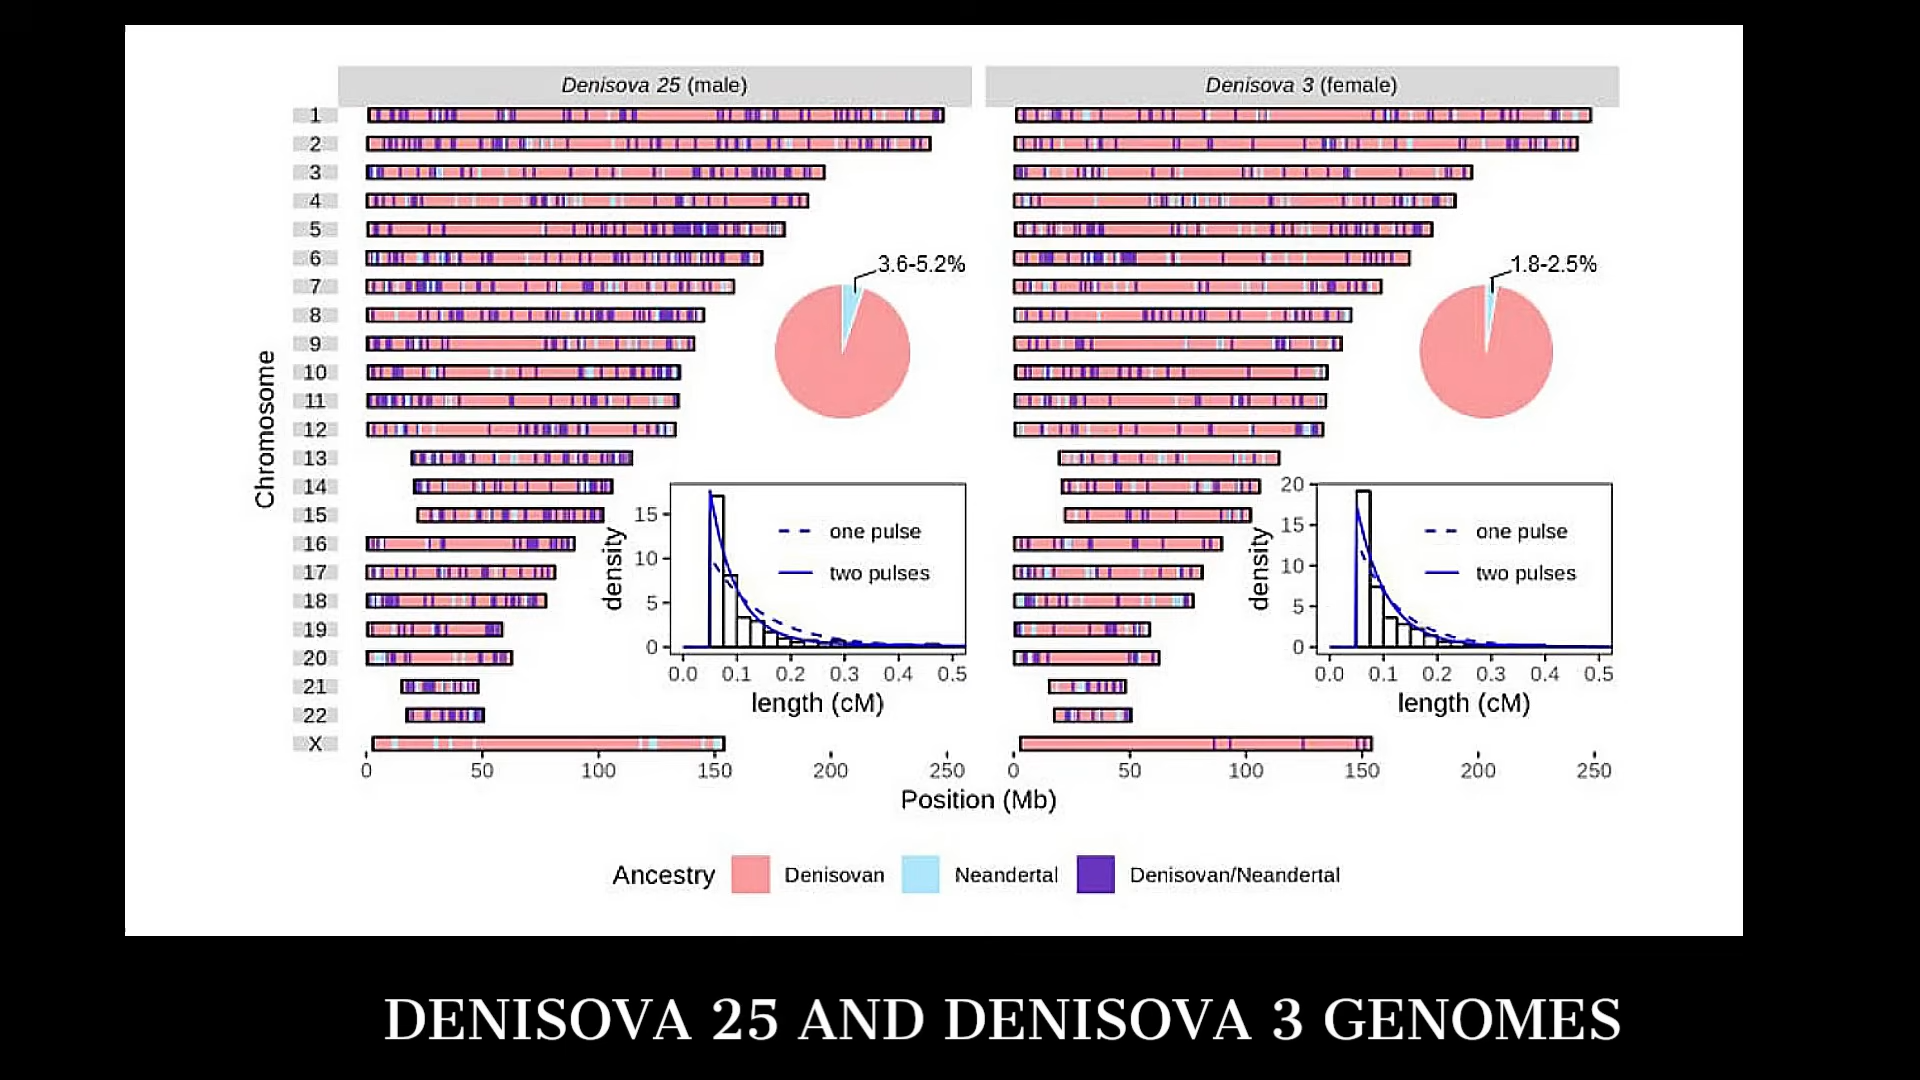 Denisova 25 (male)
Denisova 3 (female)
Chromosome
1
2
3
4
5
6
7
8
9
10
11
12
13
14
15
16
17
18
19
20
21
22
X
3.6-5.2%
1.8-2.5%
density
15
10
5
0
one pulse
two pulses
0.0 0.1 0.2 0.3 0.4 0.5
length (cM)
density
20
15
10
5
0
one pulse
two pulses
0.0 0.1 0.2 0.3 0.4 0.5
length (cM)
0 50 100 150 200 250
0 50 100 150 200 250
Position (Mb)
Ancestry Denisovan Neandertal Denisovan/Neandertal
DENISOVA 25 AND DENISOVA 3 GENOMES